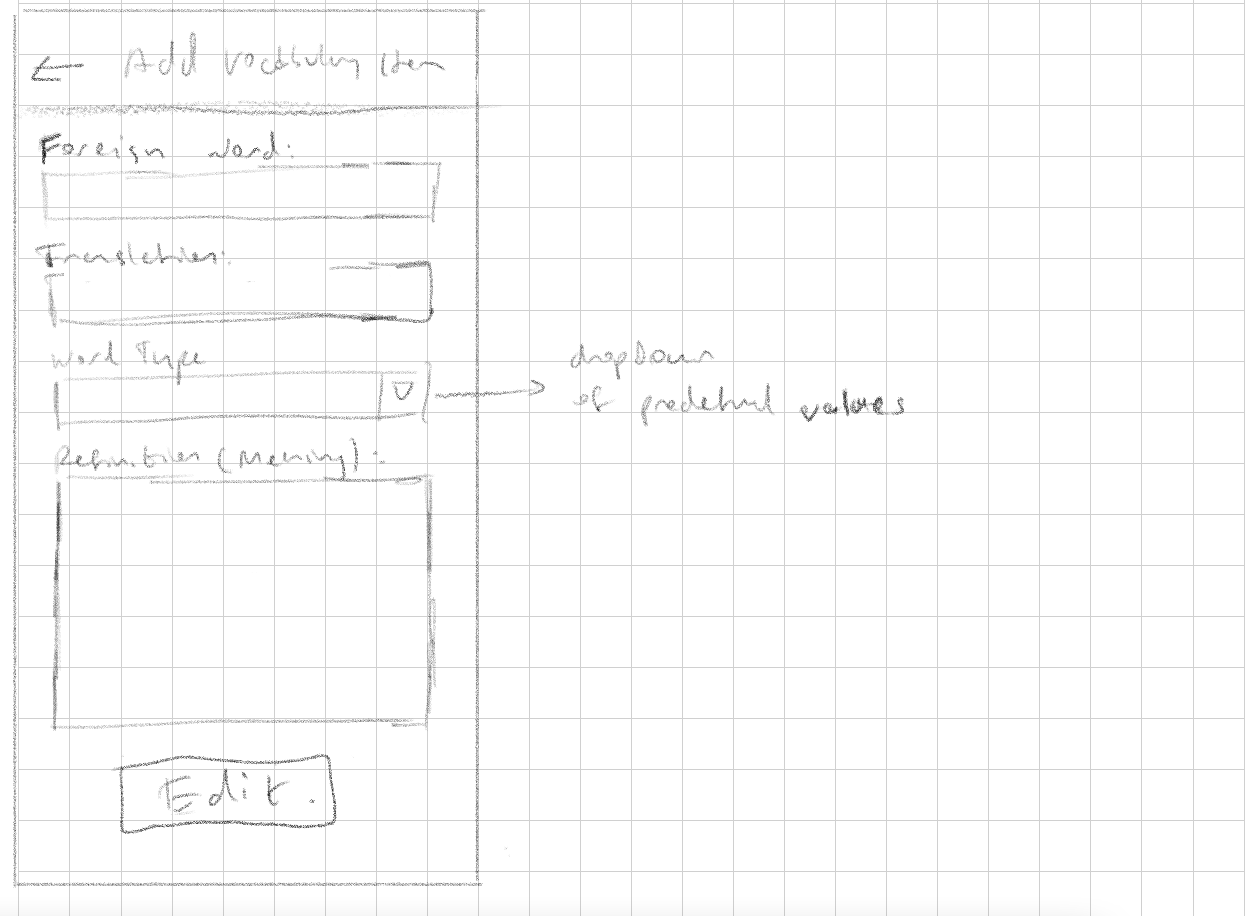 Add Vocabulary Item
Foreign Word:
Translation:
Word Type
dropdown
of predefined values
Definition (Meaning):
Edit.